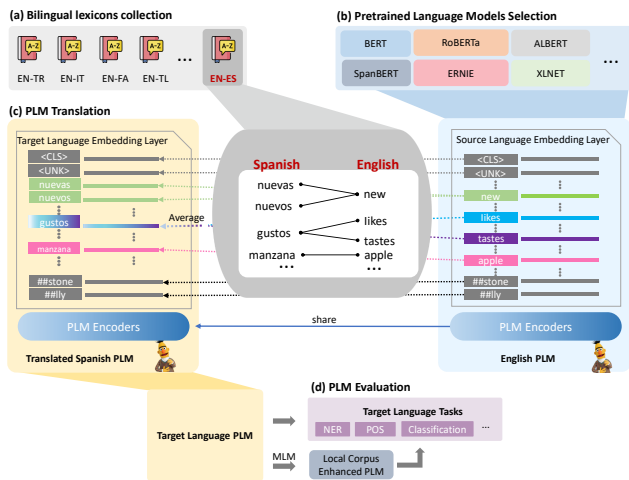 (a) Bilingual lexicons collection
A-Z A-Z A-Z A-Z ... A-Z
EN-TR EN-IT EN-FA EN-TL EN-ES
(b) Pretrained Language Models Selection
BERT RoBERTa ALBERT
SpanBERT ERNIE XLNET ...
(c) PLM Translation
Target Language Embedding Layer
<CLS>
<UNK>
nuevas
nuevos
gustos
manzana
##stone
##lly
Average
PLM Encoders
Translated Spanish PLM
Spanish English
nuevas
nuevos
gustos
manzana
...
new
likes
tastes
apple
...
Source Language Embedding Layer
<CLS>
<UNK>
new
likes
tastes
apple
##stone
##lly
share
PLM Encoders
English PLM
Target Language PLM
MLM
(d) PLM Evaluation
Target Language Tasks
NER POS Classification ...
Local Corpus
Enhanced PLM